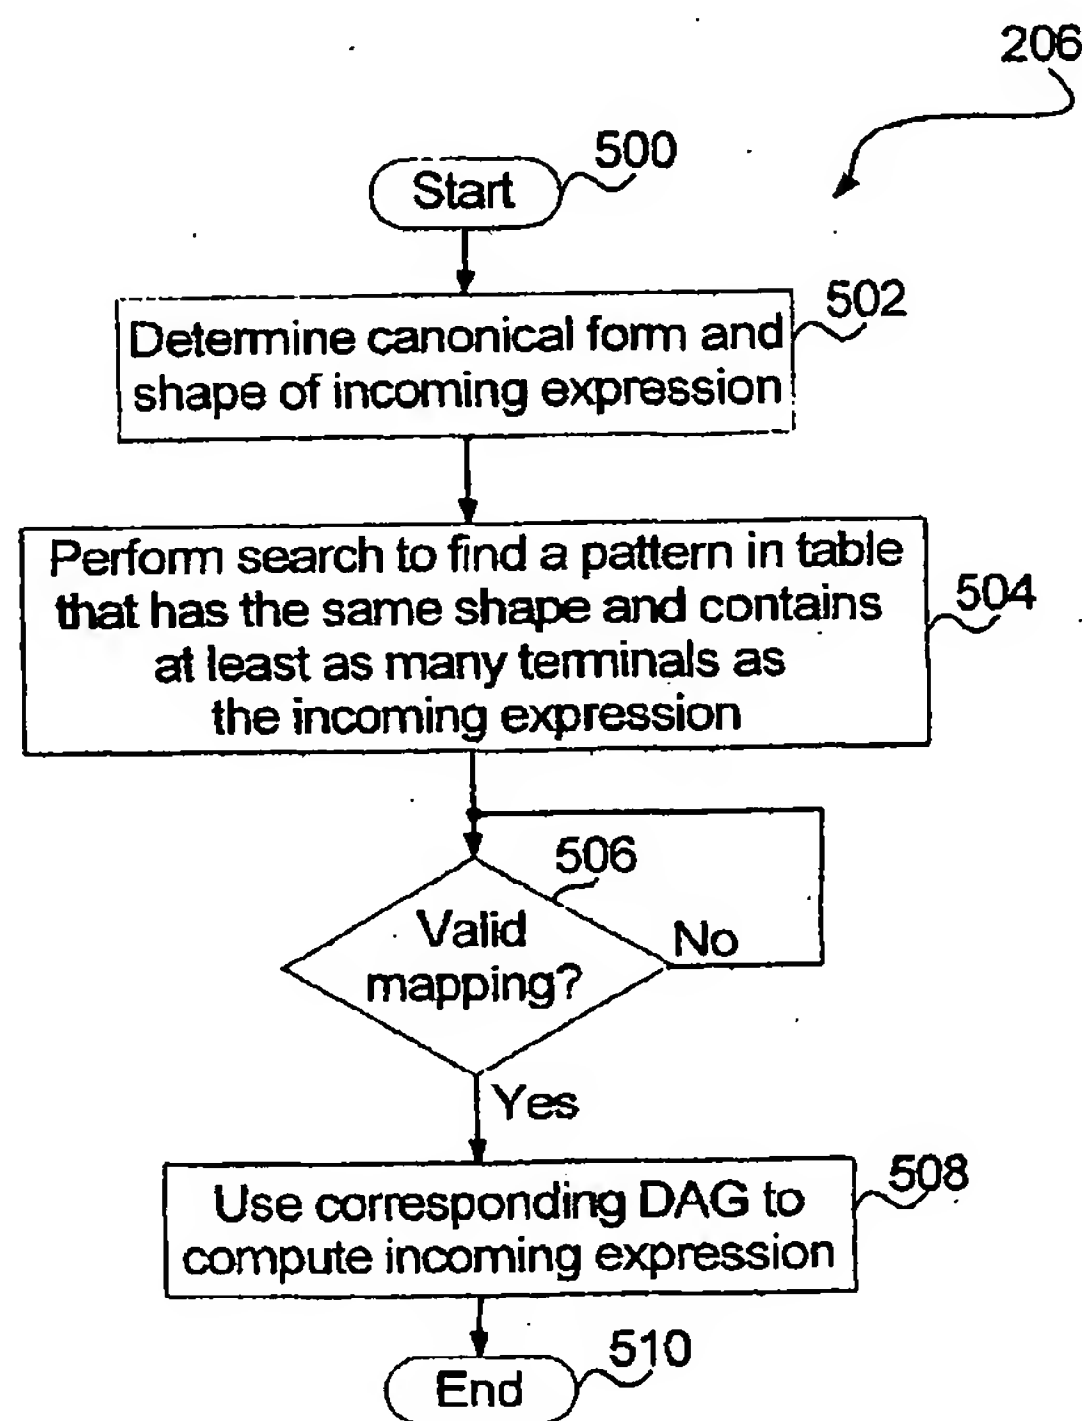 206
Start
500
Determine canonical form and
shape of incoming expression
502
Perform search to find a pattern in table
that has the same shape and contains
at least as many terminals as
the incoming expression
504
506
Valid
mapping?
No
Yes
Use corresponding DAG to
compute incoming expression
508
End
510